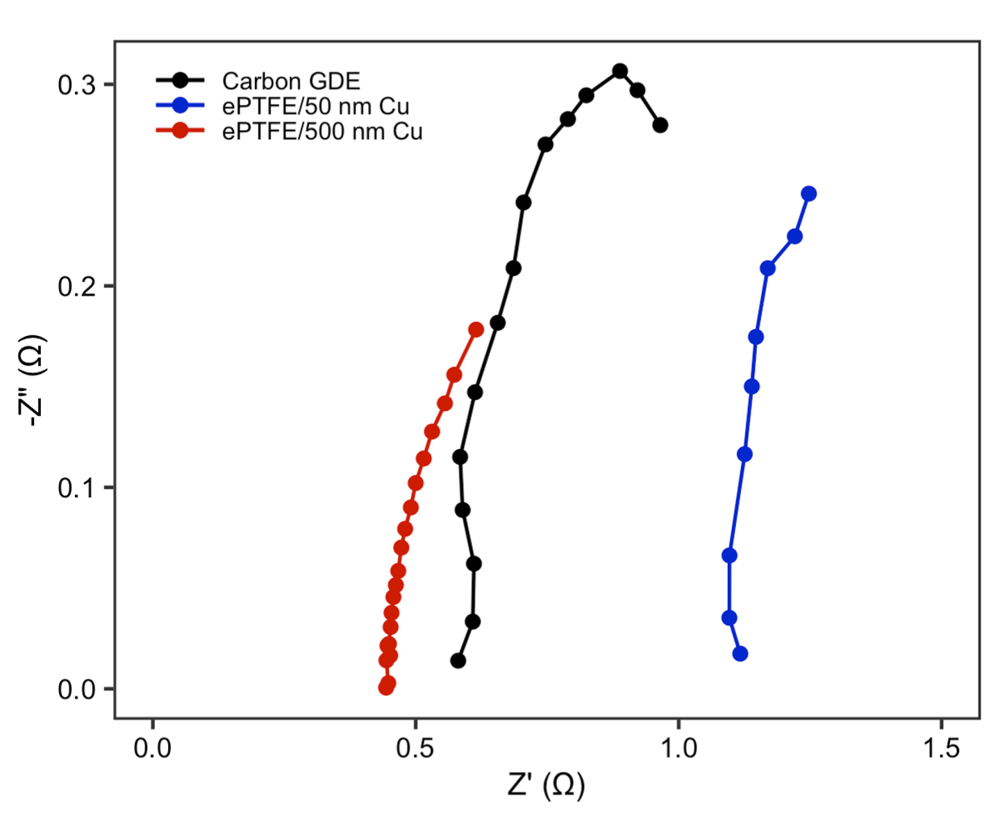 Carbon GDE
ePTFE/50 nm Cu
ePTFE/500 nm Cu
0.3
0.2
0.1
0.0
-Z" (Ω)
0.0 0.5 1.0 1.5
Z' (Ω)